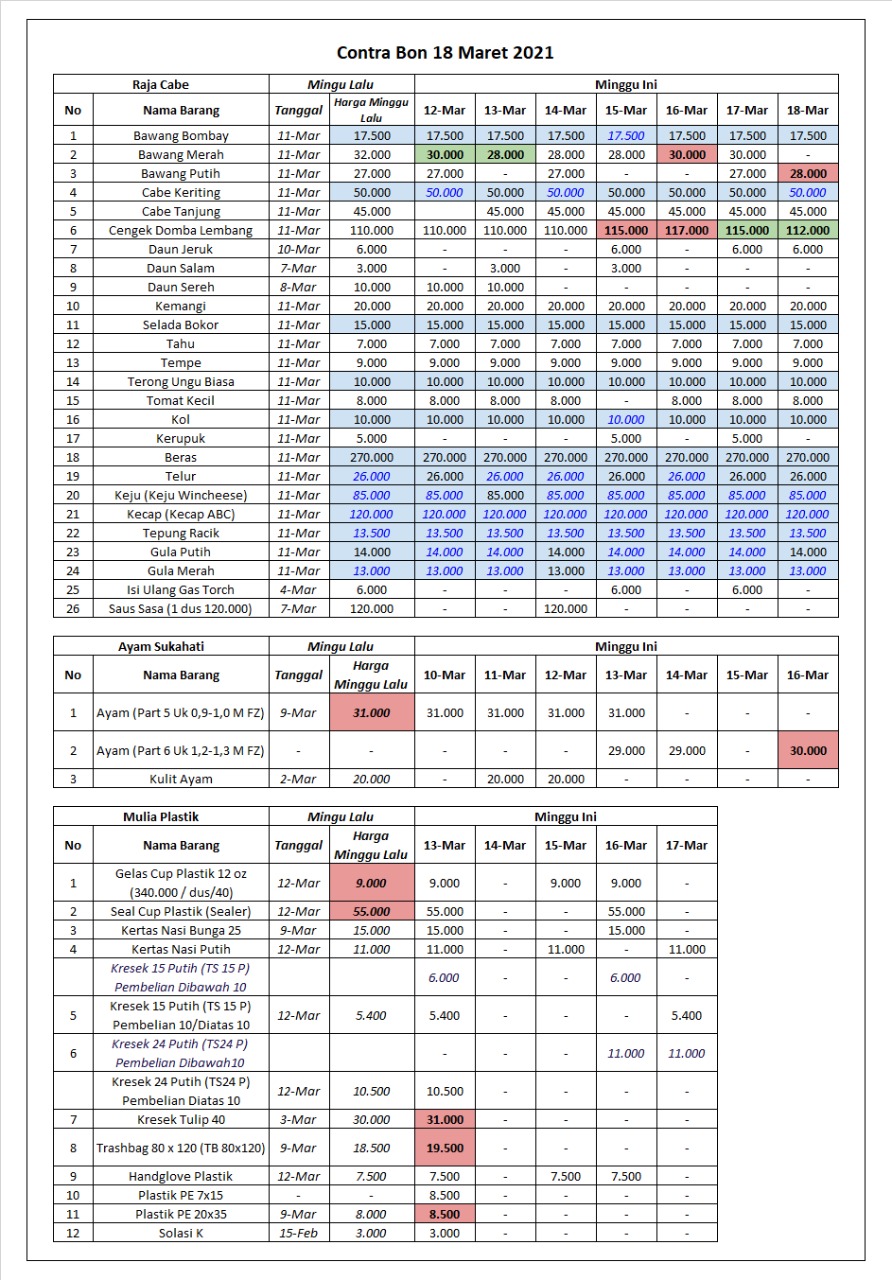 Contra Bon 18 Maret 2021
Raja Cabe Mingu Lalu Minggu Ini
No Nama Barang Tanggal Harga Minggu Lalu 12-Mar 13-Mar 14-Mar 15-Mar 16-Mar 17-Mar 18-Mar
1 Bawang Bombay 11-Mar 17.500 17.500 17.500 17.500 17.500 17.500 17.500 17.500
2 Bawang Merah 11-Mar 32.000 30.000 28.000 28.000 28.000 30.000 30.000 -
3 Bawang Putih 11-Mar 27.000 27.000 - 27.000 - - 27.000 28.000
4 Cabe Keriting 11-Mar 50.000 50.000 50.000 50.000 50.000 50.000 50.000 50.000
5 Cabe Tanjung 11-Mar 45.000 45.000 45.000 45.000 45.000 45.000 45.000
6 Cengek Domba Lembang 11-Mar 110.000 110.000 110.000 110.000 115.000 117.000 115.000 112.000
7 Daun Jeruk 10-Mar 6.000 - - - 6.000 - 6.000 6.000
8 Daun Salam 7-Mar 3.000 - 3.000 - 3.000 - - -
9 Daun Sereh 8-Mar 10.000 10.000 10.000 - - - - -
10 Kemangi 11-Mar 20.000 20.000 20.000 20.000 20.000 20.000 20.000 20.000
11 Selada Bokor 11-Mar 15.000 15.000 15.000 15.000 15.000 15.000 15.000 15.000
12 Tahu 11-Mar 7.000 7.000 7.000 7.000 7.000 7.000 7.000 7.000
13 Tempe 11-Mar 9.000 9.000 9.000 9.000 9.000 9.000 9.000 9.000
14 Terong Ungu Biasa 11-Mar 10.000 10.000 10.000 10.000 10.000 10.000 10.000 10.000
15 Tomat Kecil 11-Mar 8.000 8.000 8.000 8.000 - 8.000 8.000 8.000
16 Kol 11-Mar 10.000 10.000 10.000 10.000 10.000 10.000 10.000 10.000
17 Kerupuk 11-Mar 5.000 - - - 5.000 - 5.000 -
18 Beras 11-Mar 270.000 270.000 270.000 270.000 270.000 270.000 270.000 270.000
19 Telur 11-Mar 26.000 26.000 26.000 26.000 26.000 26.000 26.000 26.000
20 Keju (Keju Wincheese) 11-Mar 85.000 85.000 85.000 85.000 85.000 85.000 85.000 85.000
21 Kecap (Kecap ABC) 11-Mar 120.000 120.000 120.000 120.000 120.000 120.000 120.000 120.000
22 Tepung Racik 11-Mar 13.500 13.500 13.500 13.500 13.500 13.500 13.500 13.500
23 Gula Putih 11-Mar 14.000 14.000 14.000 14.000 14.000 14.000 14.000 14.000
24 Gula Merah 11-Mar 13.000 13.000 13.000 13.000 13.000 13.000 13.000 13.000
25 Isi Ulang Gas Torch 4-Mar 6.000 - - - 6.000 - 6.000 -
26 Saus Sasa (1 dus 120.000) 7-Mar 120.000 - - 120.000 - - - -
Ayam Sukahati Mingu Lalu Minggu Ini
No Nama Barang Tanggal Harga Minggu Lalu 10-Mar 11-Mar 12-Mar 13-Mar 14-Mar 15-Mar 16-Mar
1 Ayam (Part 5 Uk 0,9-1,0 M FZ) 9-Mar 31.000 31.000 31.000 31.000 31.000 - - -
2 Ayam (Part 6 Uk 1,2-1,3 M FZ) - - - - - 29.000 29.000 - 30.000
3 Kulit Ayam 2-Mar 20.000 - 20.000 20.000 - - - -
Mulia Plastik Mingu Lalu Minggu Ini
No Nama Barang Tanggal Harga Minggu Lalu 13-Mar 14-Mar 15-Mar 16-Mar 17-Mar
1 Gelas Cup Plastik 12 oz (340.000 / dus/40) 12-Mar 9.000 9.000 - 9.000 9.000 -
2 Seal Cup Plastik (Sealer) 12-Mar 55.000 55.000 - - 55.000 -
3 Kertas Nasi Bunga 25 9-Mar 15.000 15.000 - - 15.000 -
4 Kertas Nasi Putih 12-Mar 11.000 11.000 - 11.000 - 11.000
Kresek 15 Putih (TS 15 P) Pembelian Dibawah 10 6.000 - - 6.000 -
5 Kresek 15 Putih (TS 15 P) Pembelian 10/Diatas 10 12-Mar 5.400 5.400 - - - 5.400
6 Kresek 24 Putih (TS24 P) Pembelian Dibawah10 - - - 11.000 11.000
Kresek 24 Putih (TS24 P) Pembelian Diatas 10 12-Mar 10.500 10.500 - - - -
7 Kresek Tulip 40 3-Mar 30.000 31.000 - - - -
8 Trashbag 80 x 120 (TB 80x120) 9-Mar 18.500 19.500 - - - -
9 Handglove Plastik 12-Mar 7.500 7.500 - 7.500 7.500 -
10 Plastik PE 7x15 - - 8.500 - - - -
11 Plastik PE 20x35 9-Mar 8.000 8.500 - - - -
12 Solasi K 15-Feb 3.000 3.000 - - - -